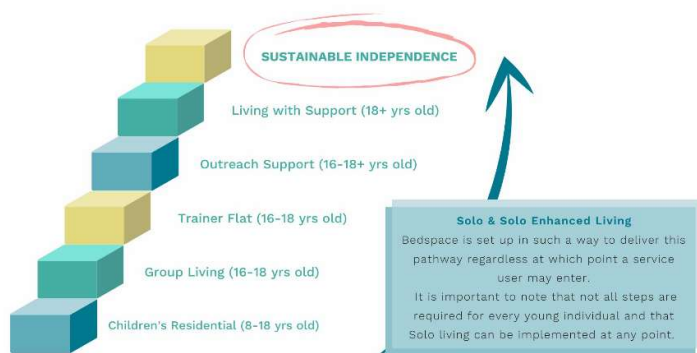 SUSTAINABLE INDEPENDENCE
Living with Support (18+ yrs old)
Outreach Support (16-18+ yrs old)
Trainer Flat (16-18 yrs old)
Group Living (16-18 yrs old)
Children's Residential (8-18 yrs old)
Solo & Solo Enhanced Living
Bedspace is set up in such a way to deliver this
pathway regardless at which point a service
user may enter.
It is important to note that not all steps are
required for every young individual and that
Solo living can be implemented at any point.